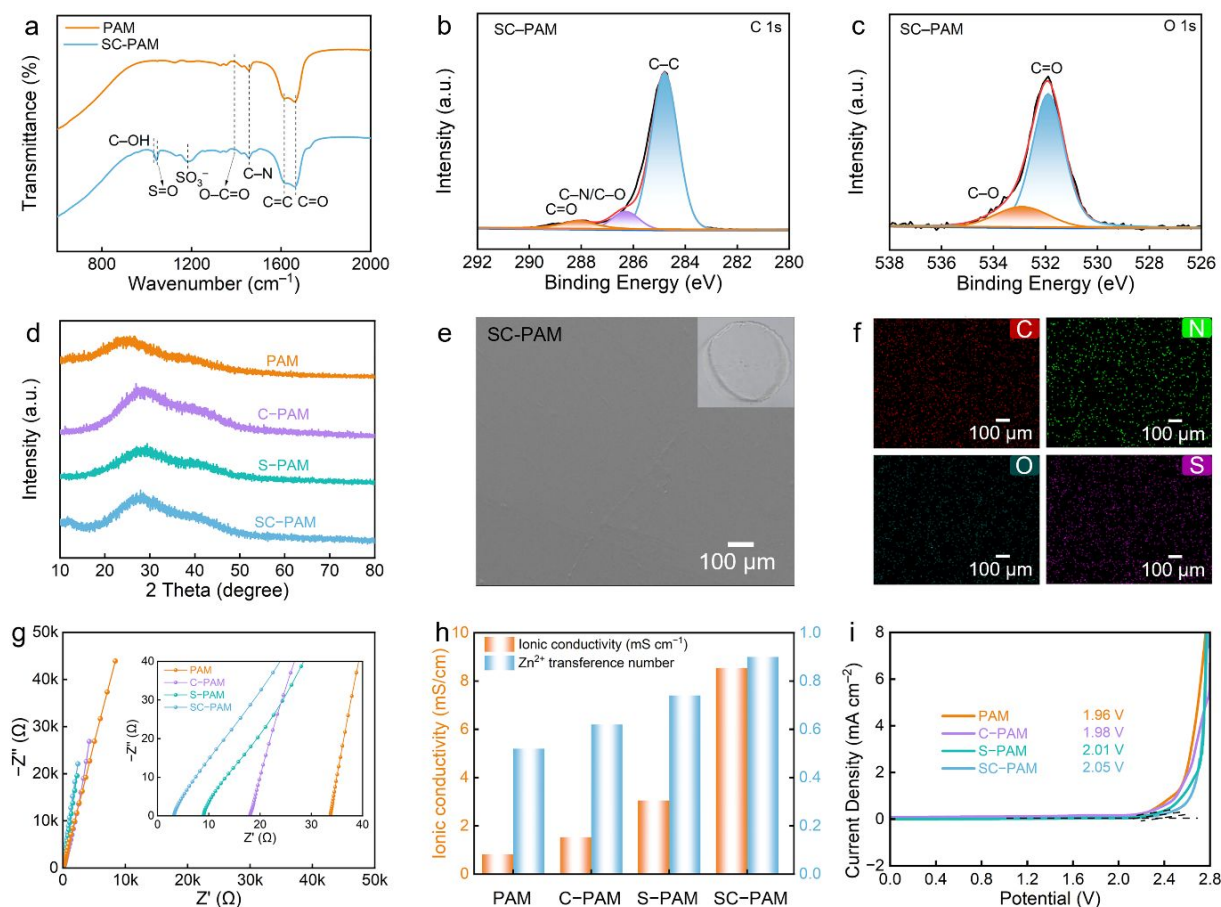 a
PAM
SC-PAM
Transmittance (%)
C–OH
S=O
SO₃⁻
O–C=O
C–N
C=C
C=O
800
1200
1600
2000
Wavenumber (cm⁻¹)
b
SC–PAM
C 1s
C–C
C–N/C–O
C=O
Intensity (a.u.)
292
290
288
286
284
282
280
Binding Energy (eV)
c
SC–PAM
O 1s
C=O
C–O
Intensity (a.u.)
538
536
534
532
530
528
526
Binding Energy (eV)
d
PAM
C–PAM
S–PAM
SC–PAM
Intensity (a.u.)
10
20
30
40
50
60
70
80
2 Theta (degree)
e
SC-PAM
100 µm
f
C
100 µm
N
100 µm
O
100 µm
S
100 µm
g
50k
40k
30k
20k
10k
0
−Z'' (Ω)
0
10k
20k
30k
40k
50k
Z' (Ω)
40
30
20
10
0
−Z'' (Ω)
PAM
C–PAM
S–PAM
SC–PAM
0
10
20
30
40
Z' (Ω)
h
10
8
6
4
2
0
Ionic conductivity (mS/cm)
Ionic conductivity (mS cm⁻¹)
Zn²⁺ transference number
1.0
0.8
0.6
0.4
0.2
0.0
PAM
C–PAM
S–PAM
SC–PAM
i
8
6
4
2
0
−2
Current Density (mA cm⁻²)
PAM 1.96 V
C–PAM 1.98 V
S–PAM 2.01 V
SC–PAM 2.05 V
0.0
0.4
0.8
1.2
1.6
2.0
2.4
2.8
Potential (V)